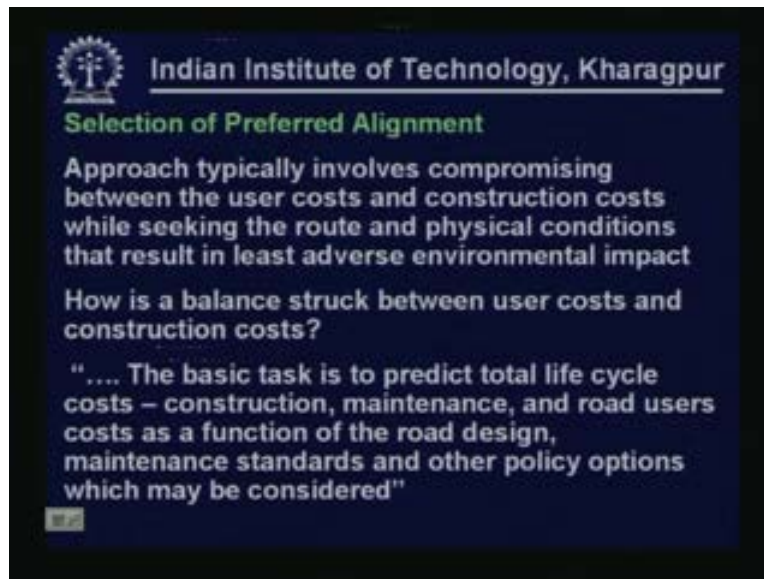 Indian Institute of Technology, Kharagpur
Selection of Preferred Alignment
Approach typically involves compromising
between the user costs and construction costs
while seeking the route and physical conditions
that result in least adverse environmental impact
How is a balance struck between user costs and
construction costs?
“.... The basic task is to predict total life cycle
costs – construction, maintenance, and road users
costs as a function of the road design,
maintenance standards and other policy options
which may be considered”